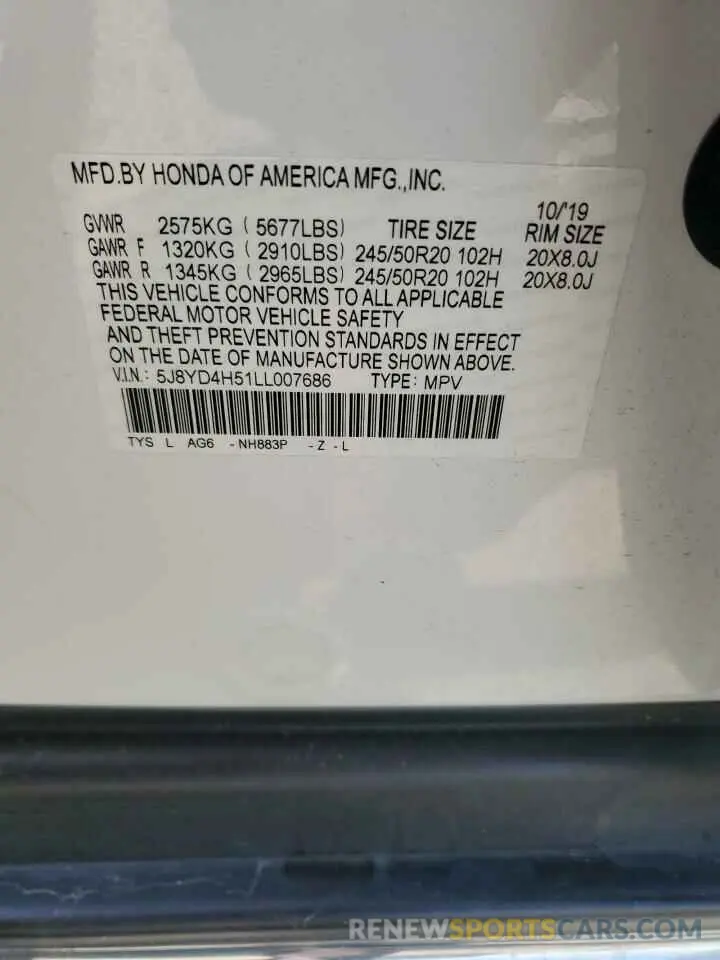 MFD.BY HONDA OF AMERICA MFG.,INC.
10/'19
GVWR 2575KG ( 5677LBS) TIRE SIZE RIM SIZE
GAWR F 1320KG ( 2910LBS) 245/50R20 102H 20X8.0J
GAWR R 1345KG ( 2965LBS) 245/50R20 102H 20X8.0J
THIS VEHICLE CONFORMS TO ALL APPLICABLE
FEDERAL MOTOR VEHICLE SAFETY
AND THEFT PREVENTION STANDARDS IN EFFECT
ON THE DATE OF MANUFACTURE SHOWN ABOVE.
V.I.N.: 5J8YD4H51LL007686 TYPE: MPV
TYS L AG6 -NH883P -Z -L
RENEWSPORTSCARS.COM